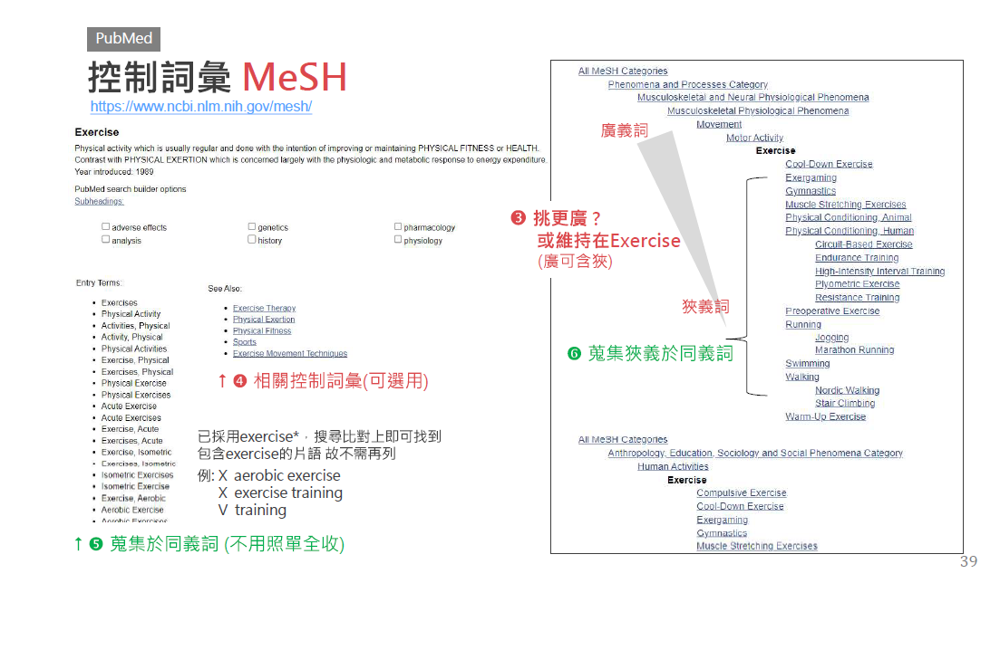 PubMed
控制詞彙 MeSH
https://www.ncbi.nlm.nih.gov/mesh/
Exercise
Physical activity which is usually regular and done with the intention of improving or maintaining PHYSICAL FITNESS or HEALTH.
Contrast with PHYSICAL EXERTION which is concerned largely with the physiologic and metabolic response to energy expenditure.
Year introduced: 1989
PubMed search builder options
Subheadings:
adverse effects
genetics
pharmacology
analysis
history
physiology
Entry Terms:
• Exercises
• Physical Activity
• Activities, Physical
• Activity, Physical
• Physical Activities
• Exercise, Physical
• Exercises, Physical
• Physical Exercise
• Physical Exercises
• Acute Exercise
• Acute Exercises
• Exercise, Acute
• Exercises, Acute
• Exercise, Isometric
• Exercises, Isometric
• Isometric Exercises
• Isometric Exercise
• Exercise, Aerobic
• Aerobic Exercise
• Aerobic Exercises
See Also:
• Exercise Therapy
• Physical Exertion
• Physical Fitness
• Sports
• Exercise Movement Techniques
↑ ❹ 相關控制詞彙(可選用)
已採用exercise*，搜尋比對上即可找到
包含exercise的片語 故不需再列
例: X aerobic exercise
X exercise training
V training
↑ ❺ 蒐集於同義詞 (不用照單全收)
❸ 挑更廣？
或維持在Exercise
(廣可含狹)
廣義詞
狹義詞
❻ 蒐集狹義於同義詞
All MeSH Categories
Phenomena and Processes Category
Musculoskeletal and Neural Physiological Phenomena
Musculoskeletal Physiological Phenomena
Movement
Motor Activity
Exercise
Cool-Down Exercise
Exergaming
Gymnastics
Muscle Stretching Exercises
Physical Conditioning, Animal
Physical Conditioning, Human
Circuit-Based Exercise
Endurance Training
High-Intensity Interval Training
Plyometric Exercise
Resistance Training
Preoperative Exercise
Running
Jogging
Marathon Running
Swimming
Walking
Nordic Walking
Stair Climbing
Warm-Up Exercise
All MeSH Categories
Anthropology, Education, Sociology and Social Phenomena Category
Human Activities
Exercise
Compulsive Exercise
Cool-Down Exercise
Exergaming
Gymnastics
Muscle Stretching Exercises
39